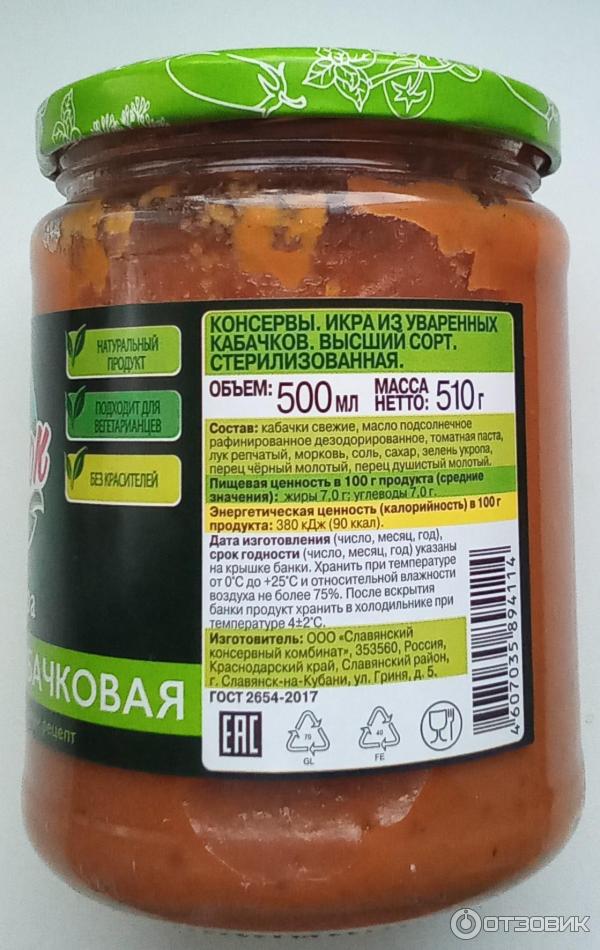 НАТУРАЛЬНЫЙ
ПРОДУКТ
ПОДХОДИТ ДЛЯ
ВЕГЕТАРИАНЦЕВ
БЕЗ КРАСИТЕЛЕЙ
АЧКОВАЯ
рецепт
КОНСЕРВЫ. ИКРА ИЗ УВАРЕННЫХ
КАБАЧКОВ. ВЫСШИЙ СОРТ.
СТЕРИЛИЗОВАННАЯ.
ОБЪЕМ: 500 МЛ МАССА НЕТТО: 510 г
Состав: кабачки свежие, масло подсолнечное
рафинированное дезодорированное, томатная паста,
лук репчатый, морковь, соль, сахар, зелень укропа,
перец чёрный молотый, перец душистый молотый.
Пищевая ценность в 100 г продукта (средние
значения): жиры 7,0 г; углеводы 7,0 г.
Энергетическая ценность (калорийность) в 100 г
продукта: 380 кДж (90 ккал).
Дата изготовления (число, месяц, год),
срок годности (число, месяц, год) указаны
на крышке банки. Хранить при температуре
от 0°С до +25°С и относительной влажности
воздуха не более 75%. После вскрытия
банки продукт хранить в холодильнике при
температуре 4±2°С.
Изготовитель: ООО «Славянский
консервный комбинат», 353560, Россия,
Краснодарский край, Славянский район,
г. Славянск-на-Кубани, ул. Гриня, д. 5.
ГОСТ 2654-2017
EAC
70
GL
40
FE
4607035894114
ОТЗОВИК